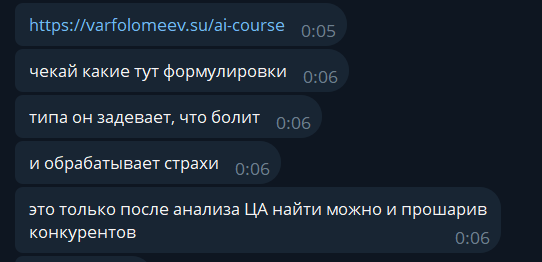 https://varfolomeev.su/ai-course 0:05
чекай какие тут формулировки 0:06
типа он задевает, что болит 0:06
и обрабатывает страхи 0:06
это только после анализа ЦА найти можно и прошарив
конкурентов 0:06